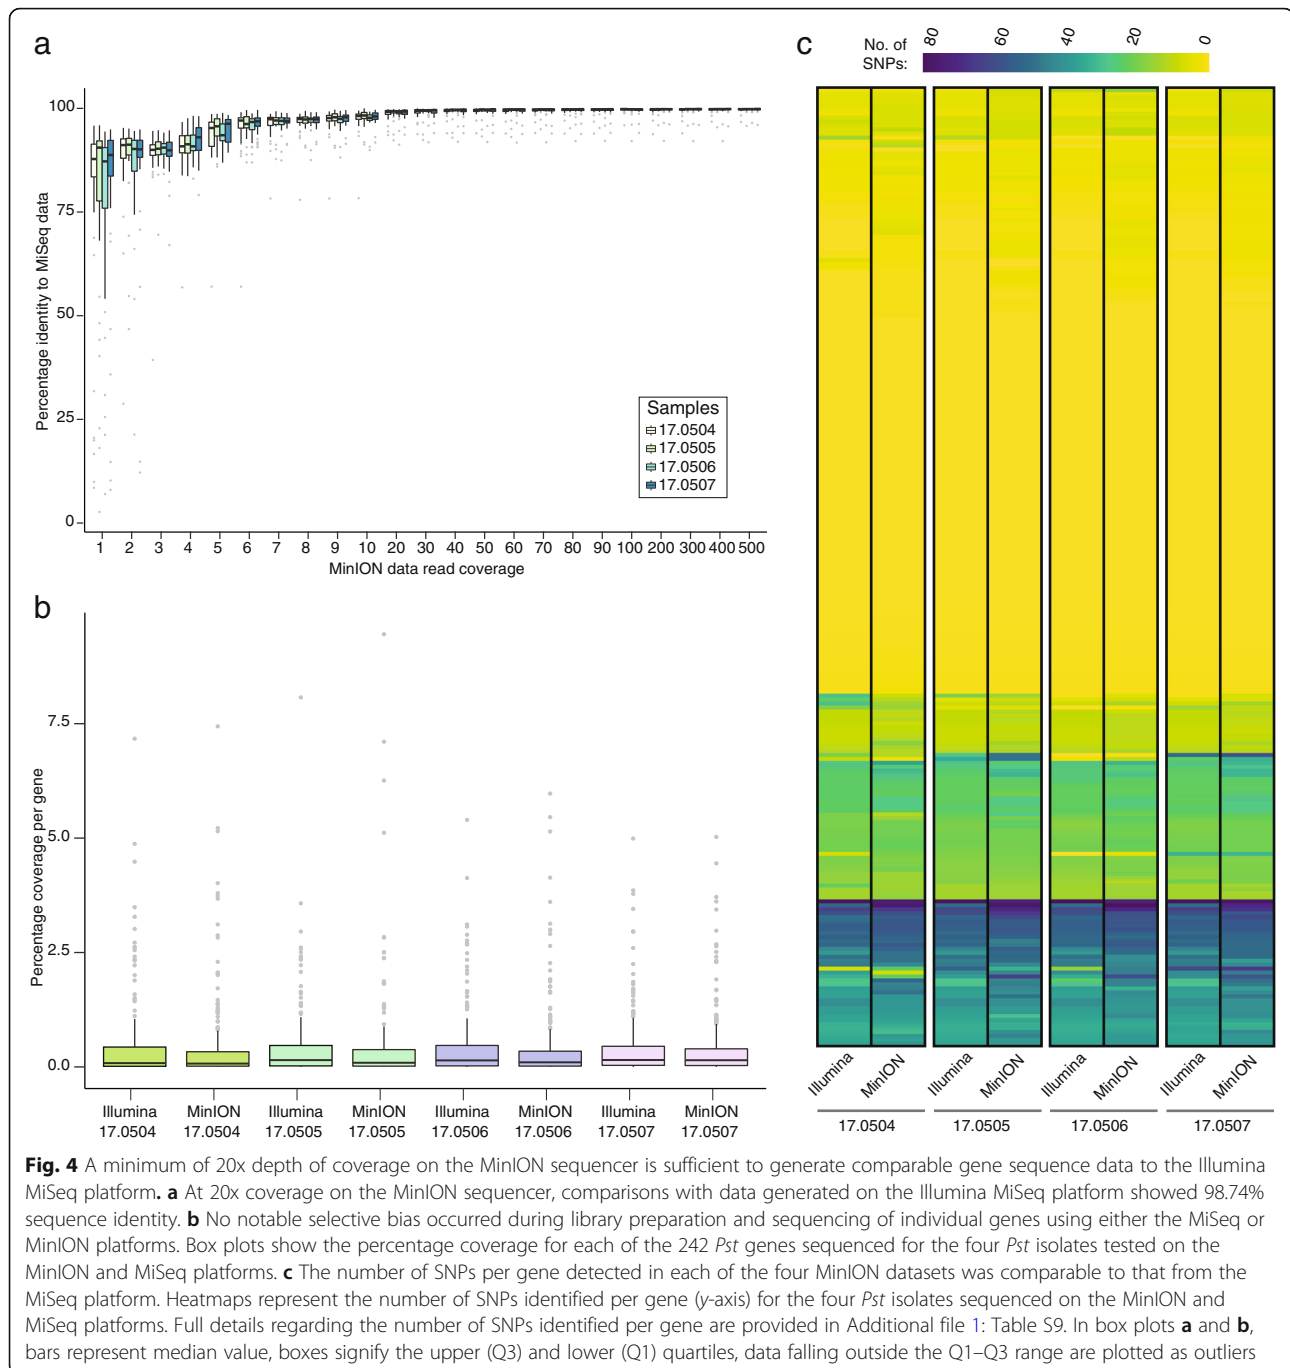 a
100
75
50
25
0
Percentage identity to MiSeq data
1 2 3 4 5 6 7 8 9 10 20 30 40 50 60 70 80 90 100 200 300 400 500
MinION data read coverage
Samples
17.0504
17.0505
17.0506
17.0507
b
7.5
5.0
2.5
0.0
Percentage coverage per gene
Illumina MinION Illumina MinION Illumina MinION Illumina MinION
17.0504 17.0504 17.0505 17.0505 17.0506 17.0506 17.0507 17.0507
c
No. of
SNPs:
80 60 40 20 0
Illumina MinION Illumina MinION Illumina MinION Illumina MinION
17.0504 17.0505 17.0506 17.0507
Fig. 4 A minimum of 20x depth of coverage on the MinION sequencer is sufficient to generate comparable gene sequence data to the Illumina
MiSeq platform. a At 20x coverage on the MinION sequencer, comparisons with data generated on the Illumina MiSeq platform showed 98.74%
sequence identity. b No notable selective bias occurred during library preparation and sequencing of individual genes using either the MiSeq or
MinION platforms. Box plots show the percentage coverage for each of the 242 Pst genes sequenced for the four Pst isolates tested on the
MinION and MiSeq platforms. c The number of SNPs per gene detected in each of the four MinION datasets was comparable to that from the
MiSeq platform. Heatmaps represent the number of SNPs identified per gene (y-axis) for the four Pst isolates sequenced on the MinION and
MiSeq platforms. Full details regarding the number of SNPs identified per gene are provided in Additional file 1: Table S9. In box plots a and b,
bars represent median value, boxes signify the upper (Q3) and lower (Q1) quartiles, data falling outside the Q1–Q3 range are plotted as outliers